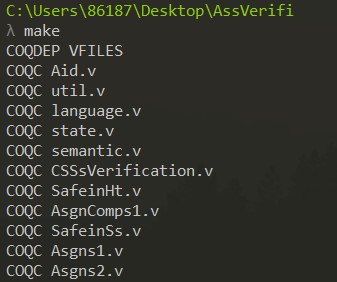 C:\Users\86187\Desktop\AssVerifi
λ make
COQDEP VFILES
COQC Aid.v
COQC util.v
COQC language.v
COQC state.v
COQC semantic.v
COQC CSSsVerification.v
COQC SafeinHt.v
COQC AsgnComps1.v
COQC SafeinSs.v
COQC Asgns1.v
COQC Asgns2.v